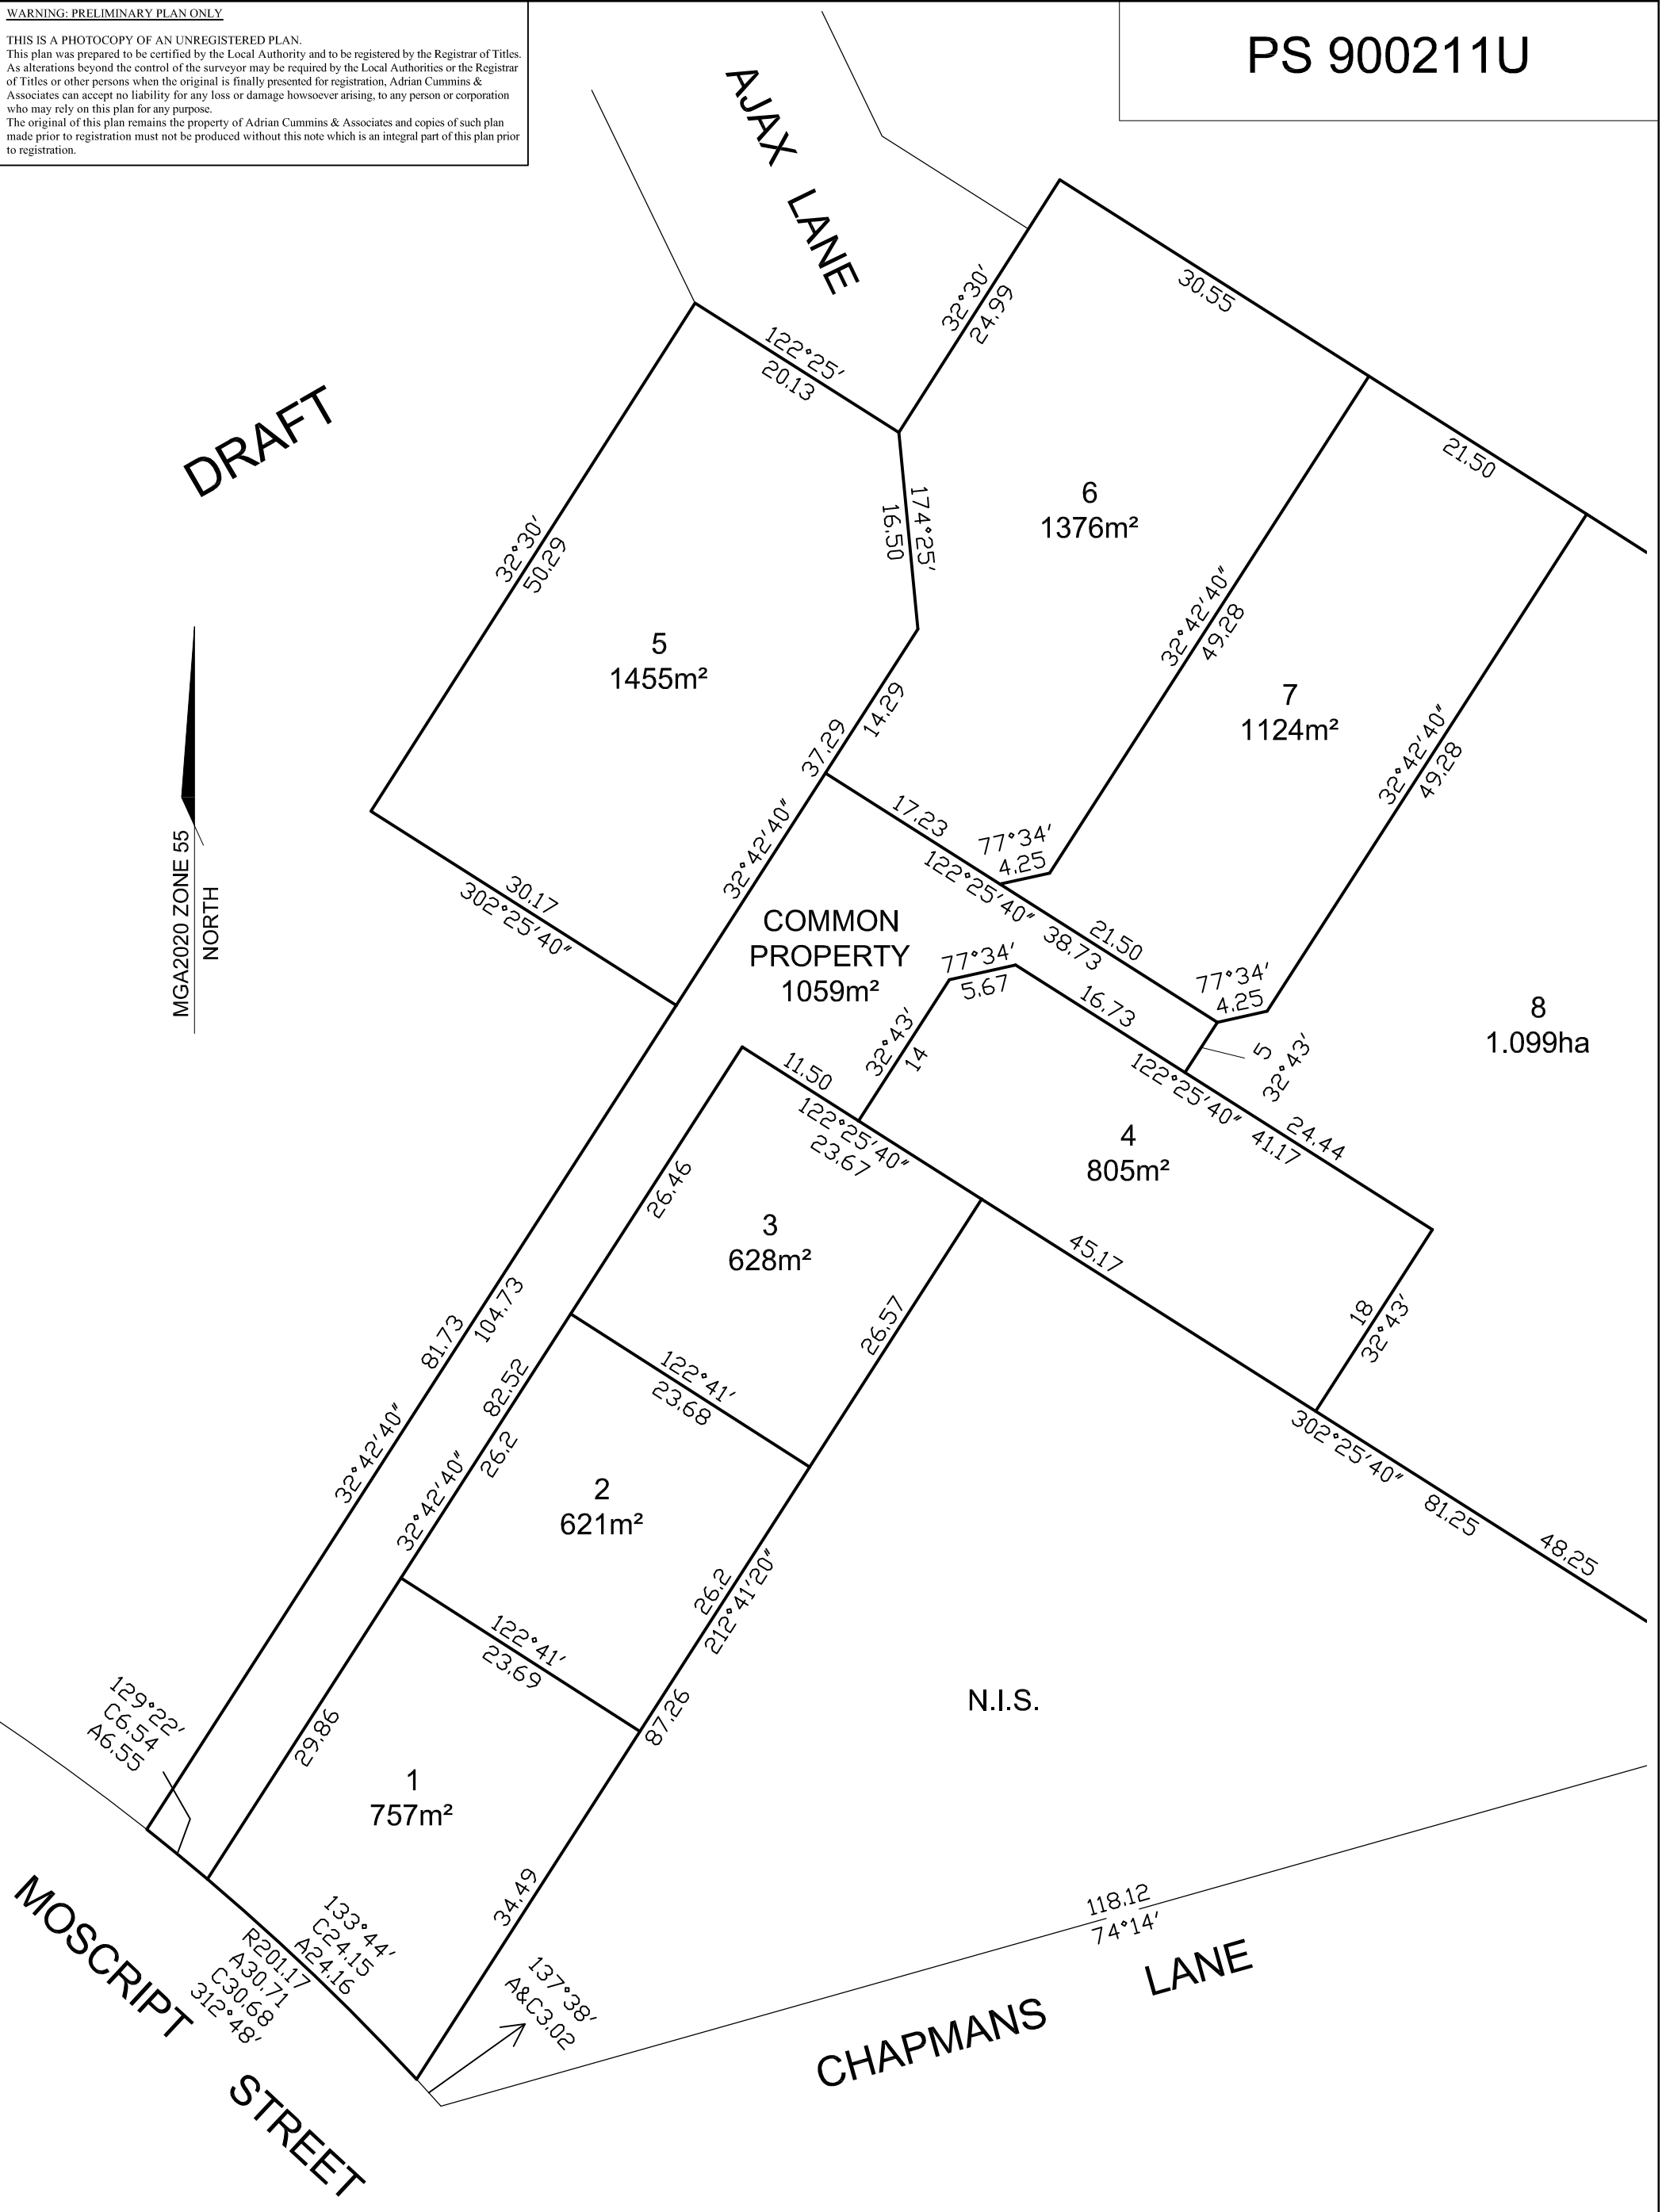 WARNING: PRELIMINARY PLAN ONLY
THIS IS A PHOTOCOPY OF AN UNREGISTERED PLAN.
This plan was prepared to be certified by the Local Authority and to be registered by the Registrar of Titles.
As alterations beyond the control of the surveyor may be required by the Local Authorities or the Registrar
of Titles or other persons when the original is finally presented for registration, Adrian Cummins &
Associates can accept no liability for any loss or damage howsoever arising, to any person or corporation
who may rely on this plan for any purpose.
The original of this plan remains the property of Adrian Cummins & Associates and copies of such plan
made prior to registration must not be produced without this note which is an integral part of this plan prior
to registration.
PS 900211U
AJAX LANE
DRAFT
MGA2020 ZONE 55
NORTH
122°25'
20.13
32°30'
24.99
30.55
21.50
174°25'
16.50
32°30'
50.29
5
1455m²
6
1376m²
7
1124m²
32°42'40"
49.28
32°42'40"
49.28
37.29
14.29
32°42'40"
17.23
77°34'
4.25
122°25'40"
38.73
21.50
77°34'
4.25
30.17
302°25'40"
COMMON
PROPERTY
1059m²
77°34'
5.67
16.73
32°43'
14
5
32°43'
8
1.099ha
122°25'40"
41.17
24.44
11.50
122°25'40"
23.67
4
805m²
26.46
3
628m²
45.17
18
32°43'
26.57
81.73
104.73
32°42'40"
122°41'
23.68
82.52
26.2
32°42'40"
2
621m²
302°25'40"
81.25
48.25
26.2
212°41'20"
122°41'
23.69
87.26
N.I.S.
129°22'
C6.54
A6.55
29.86
1
757m²
34.49
133°44'
C24.15
A24.16
R201.17
A30.71
C30.68
312°48'
137°38'
A&C3.02
118.12
74°14'
MOSCRIPT STREET
CHAPMANS LANE